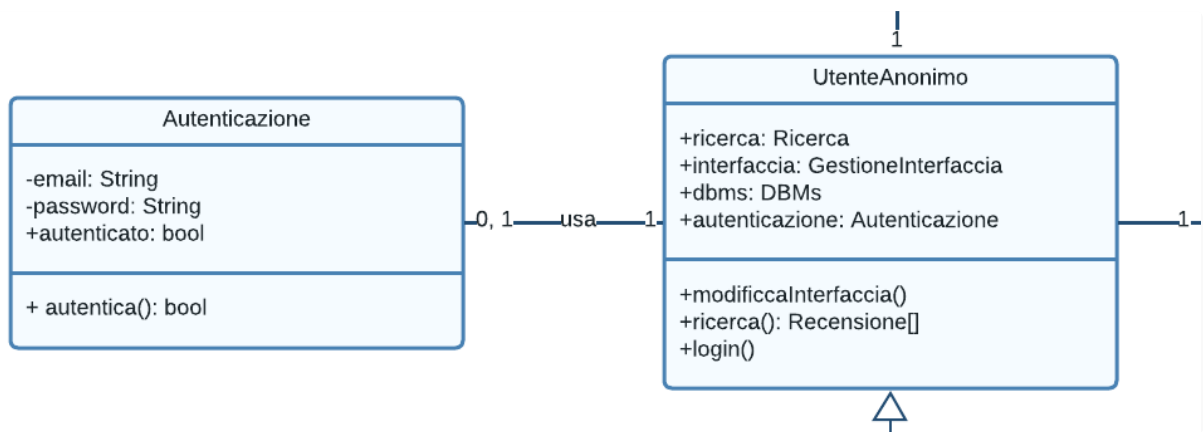 1
UtenteAnonimo
+ricerca: Ricerca
+interfaccia: GestioneInterfaccia
+dbms: DBMs
+autenticazione: Autenticazione
+modificcaInterfaccia()
+ricerca(): Recensione[]
+login()
Autenticazione
-email: String
-password: String
+autenticato: bool
+ autentica(): bool
0, 1 usa 1
1